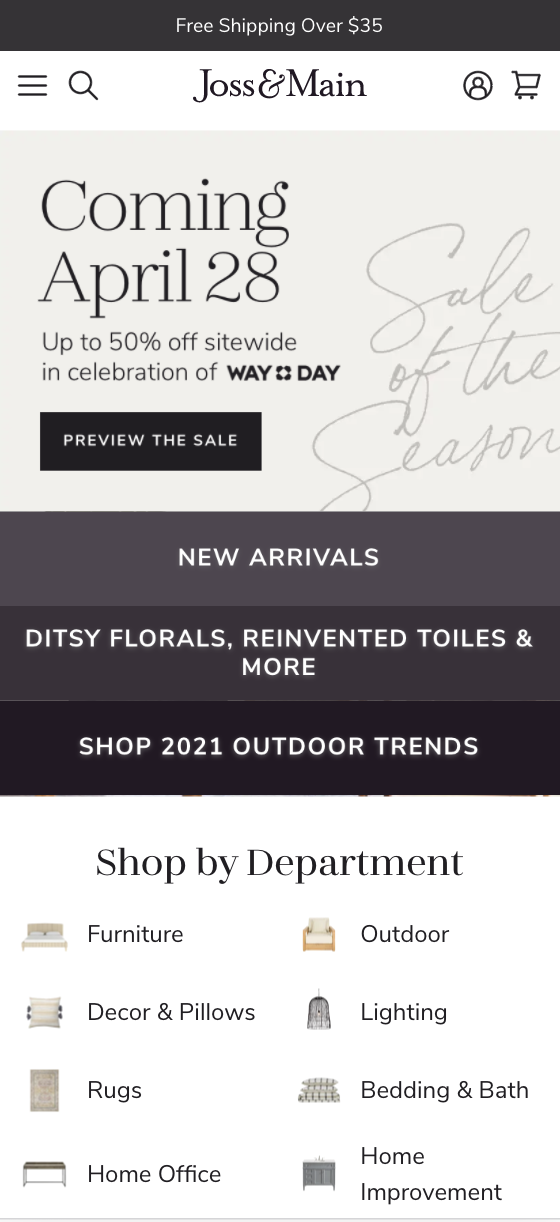 Free Shipping Over $35
Joss&Main
Coming
April 28
Up to 50% off sitewide
in celebration of WAY DAY
PREVIEW THE SALE
Sale
of the
Season
NEW ARRIVALS
DITSY FLORALS, REINVENTED TOILES &
MORE
SHOP 2021 OUTDOOR TRENDS
Shop by Department
Furniture
Outdoor
Decor & Pillows
Lighting
Rugs
Bedding & Bath
Home Office
Home
Improvement